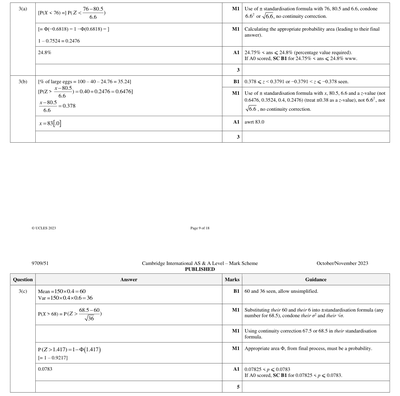 3(a)
[P(X > 76) =] P( Z < (76 − 80.5)/6.6 )
M1
Use of ± standardisation formula with 76, 80.5 and 6.6, condone 6.6² or √6.6, no continuity correction.
[= Φ(−0.6818) = 1 − Φ(0.6818) =]
1 − 0.7524 = 0.2476
M1
Calculating the appropriate probability area (leading to their final answer).
24.8%
A1
24.75% < ans ⩽ 24.8% (percentage value required).
If A0 scored, SC B1 for 24.75% < ans ⩽ 24.8% www.
3
3(b)
[% of large eggs = 100 − 40 − 24.76 = 35.24]
B1
0.378 ⩽ z < 0.3791 or −0.3791 < z ⩽ −0.378 seen.
[P(Z > (x − 80.5)/6.6) = 0.40 + 0.2476 = 0.6476]
(x − 80.5)/6.6 = 0.378
M1
Use of ± standardisation formula with x, 80.5, 6.6 and a z-value (not 0.6476, 0.3524, 0.4, 0.2476) (treat ±0.38 as a z-value), not 6.6², not √6.6, no continuity correction.
x = 83[.0]
A1
awrt 83.0
3
© UCLES 2023
Page 9 of 18
9709/51
Cambridge International AS & A Level – Mark Scheme
October/November 2023
PUBLISHED
Question
Answer
Marks
Guidance
3(c)
Mean = 150 × 0.4 = 60
Var = 150 × 0.4 × 0.6 = 36
B1
60 and 36 seen, allow unsimplified.
P(X > 68) = P( Z > (68.5 − 60)/√36 )
M1
Substituting their 60 and their 6 into ±standardisation formula (any number for 68.5), condone their σ² and their √σ.
M1
Using continuity correction 67.5 or 68.5 in their standardisation formula.
P( Z > 1.417) = 1 − Φ(1.417)
[= 1 − 0.9217]
M1
Appropriate area Φ, from final process, must be a probability.
0.0783
A1
0.07825 < p ⩽ 0.0783
If A0 scored, SC B1 for 0.07825 < p ⩽ 0.0783
5